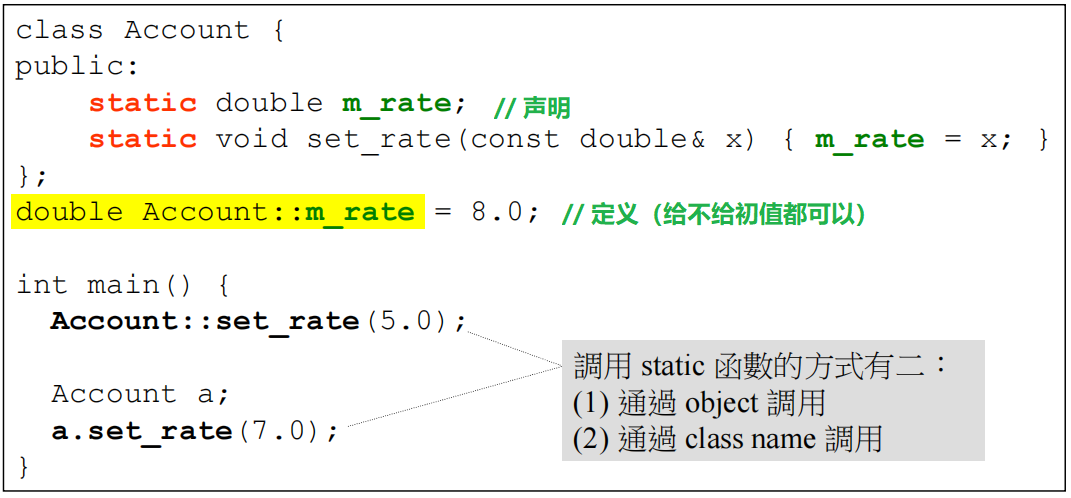 class Account {
public:
    static double m_rate;  // 声明
    static void set_rate(const double& x) { m_rate = x; }
};
double Account::m_rate = 8.0;  // 定义（给不给初值都可以）

int main() {
  Account::set_rate(5.0);

  Account a;
  a.set_rate(7.0);
}
調用 static 函數的方式有二：
(1) 通過 object 調用
(2) 通過 class name 調用